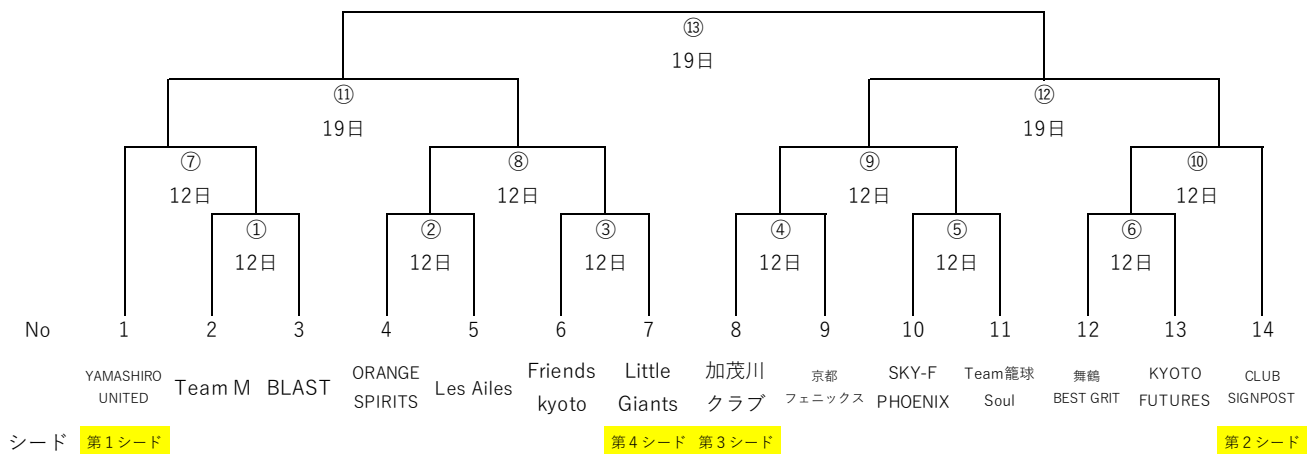 ⑬
19日
⑪ ⑫
19日 19日
⑦ ⑧ ⑨ ⑩
12日 12日 12日 12日
① ② ③ ④ ⑤ ⑥
12日 12日 12日 12日 12日 12日
No 1 2 3 4 5 6 7 8 9 10 11 12 13 14
YAMASHIRO
UNITED
Team M
BLAST
ORANGE
SPIRITS
Les Ailes
Friends
kyoto
Little
Giants
加茂川
クラブ
京都
フェニックス
SKY-F
PHOENIX
Team籠球
Soul
舞鶴
BEST GRIT
KYOTO
FUTURES
CLUB
SIGNPOST
シード 第1シード 第4シード 第3シード 第2シード